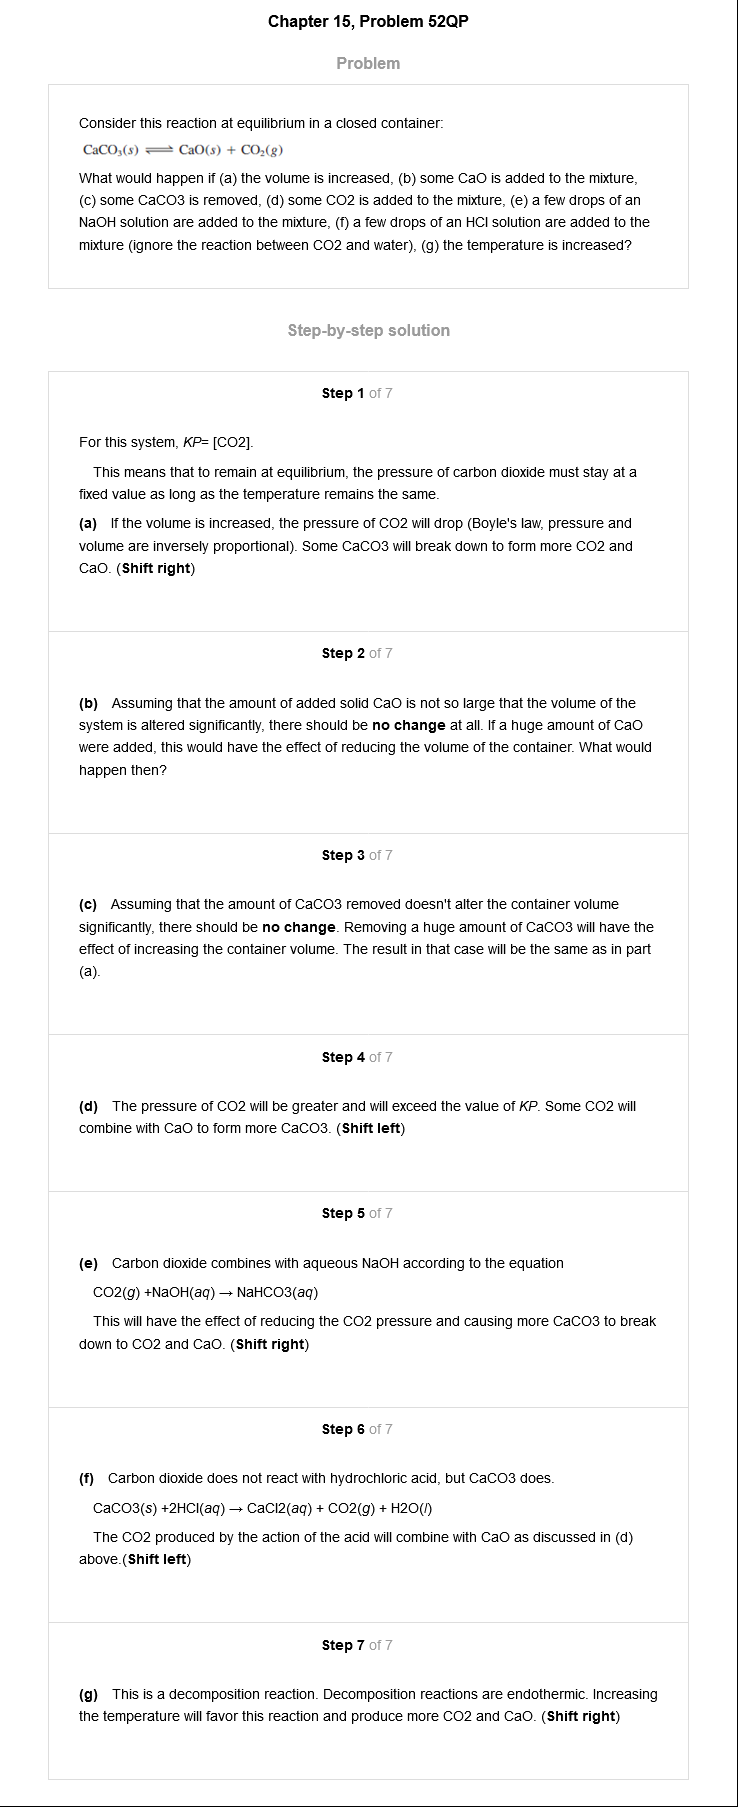 Chapter 15, Problem 52QP
Problem
Consider this reaction at equilibrium in a closed container:
CaCO₃(s) ⇌ CaO(s) + CO₂(g)
What would happen if (a) the volume is increased, (b) some CaO is added to the mixture,
(c) some CaCO3 is removed, (d) some CO2 is added to the mixture, (e) a few drops of an
NaOH solution are added to the mixture, (f) a few drops of an HCl solution are added to the
mixture (ignore the reaction between CO2 and water), (g) the temperature is increased?
Step-by-step solution
Step 1 of 7
For this system, KP= [CO2].
This means that to remain at equilibrium, the pressure of carbon dioxide must stay at a
fixed value as long as the temperature remains the same.
(a) If the volume is increased, the pressure of CO2 will drop (Boyle's law, pressure and
volume are inversely proportional). Some CaCO3 will break down to form more CO2 and
CaO. (Shift right)
Step 2 of 7
(b) Assuming that the amount of added solid CaO is not so large that the volume of the
system is altered significantly, there should be no change at all. If a huge amount of CaO
were added, this would have the effect of reducing the volume of the container. What would
happen then?
Step 3 of 7
(c) Assuming that the amount of CaCO3 removed doesn't alter the container volume
significantly, there should be no change. Removing a huge amount of CaCO3 will have the
effect of increasing the container volume. The result in that case will be the same as in part
(a).
Step 4 of 7
(d) The pressure of CO2 will be greater and will exceed the value of KP. Some CO2 will
combine with CaO to form more CaCO3. (Shift left)
Step 5 of 7
(e) Carbon dioxide combines with aqueous NaOH according to the equation
CO2(g) +NaOH(aq) → NaHCO3(aq)
This will have the effect of reducing the CO2 pressure and causing more CaCO3 to break
down to CO2 and CaO. (Shift right)
Step 6 of 7
(f) Carbon dioxide does not react with hydrochloric acid, but CaCO3 does.
CaCO3(s) +2HCl(aq) → CaCl2(aq) + CO2(g) + H2O(l)
The CO2 produced by the action of the acid will combine with CaO as discussed in (d)
above.(Shift left)
Step 7 of 7
(g) This is a decomposition reaction. Decomposition reactions are endothermic. Increasing
the temperature will favor this reaction and produce more CO2 and CaO. (Shift right)